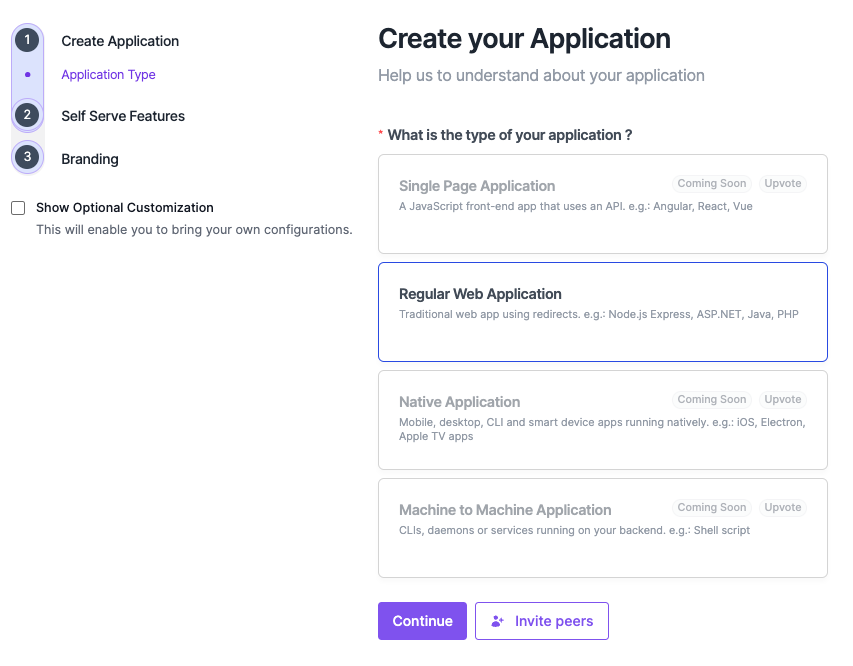 1
Create Application
Application Type
2
Self Serve Features
3
Branding
Show Optional Customization
This will enable you to bring your own configurations.
Create your Application
Help us to understand about your application
* What is the type of your application ?
Single Page Application
Coming Soon
Upvote
A JavaScript front-end app that uses an API. e.g.: Angular, React, Vue
Regular Web Application
Traditional web app using redirects. e.g.: Node.js Express, ASP.NET, Java, PHP
Native Application
Coming Soon
Upvote
Mobile, desktop, CLI and smart device apps running natively. e.g.: iOS, Electron,
Apple TV apps
Machine to Machine Application
Coming Soon
Upvote
CLIs, daemons or services running on your backend. e.g.: Shell script
Continue
Invite peers